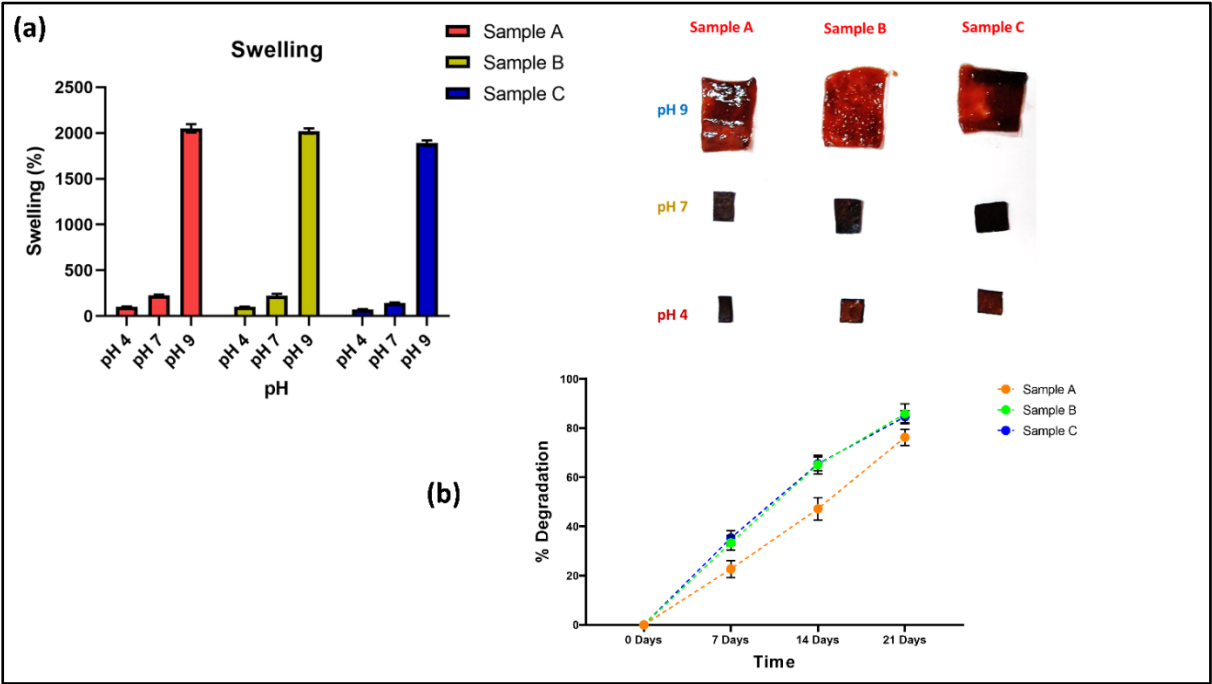 (a)
Swelling
Sample A
Sample B
Sample C
2500
2000
1500
1000
500
0
Swelling (%)
pH 4
pH 7
pH 9
pH 4
pH 7
pH 9
pH 4
pH 7
pH 9
pH
Sample A
Sample B
Sample C
pH 9
pH 7
pH 4
(b)
100
80
60
40
20
0
% Degradation
0 Days
7 Days
14 Days
21 Days
Time
Sample A
Sample B
Sample C